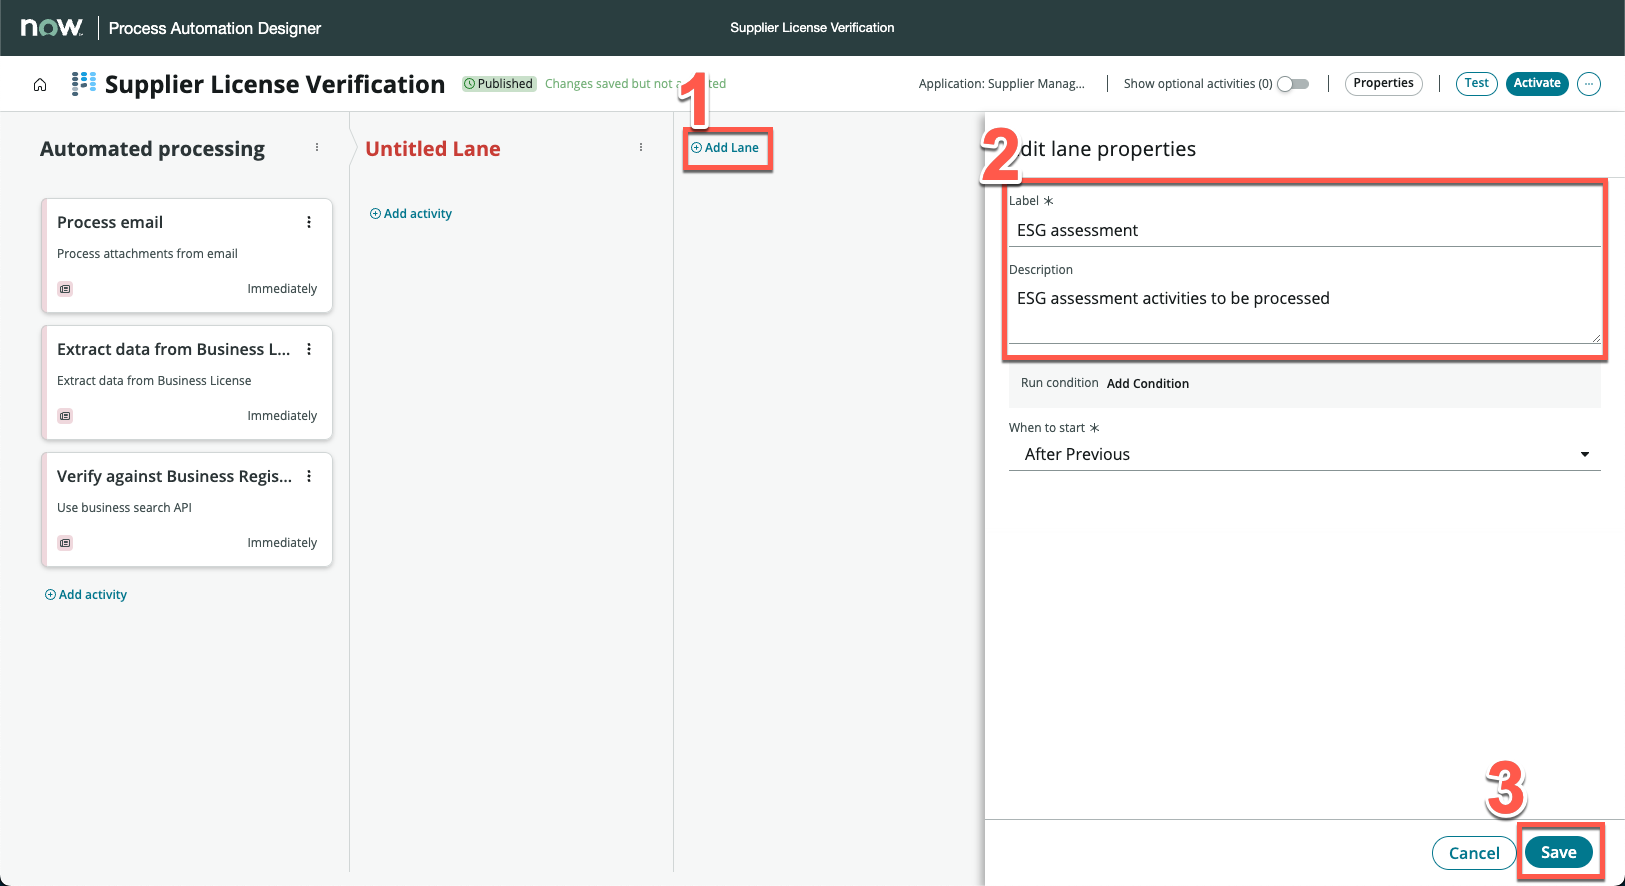 now
Process Automation Designer
Supplier License Verification
Supplier License Verification
Published
Changes saved but not
Application: Supplier Manag...
Show optional activities (0)
Properties
Test
Activate
1
2
3
Automated processing
Process email
Process attachments from email
Immediately
Extract data from Business L...
Extract data from Business License
Immediately
Verify against Business Regis...
Use business search API
Immediately
Add activity
Untitled Lane
Add activity
Add Lane
dit lane properties
Label *
ESG assessment
Description
ESG assessment activities to be processed
Run condition Add Condition
When to start *
After Previous
Cancel
Save